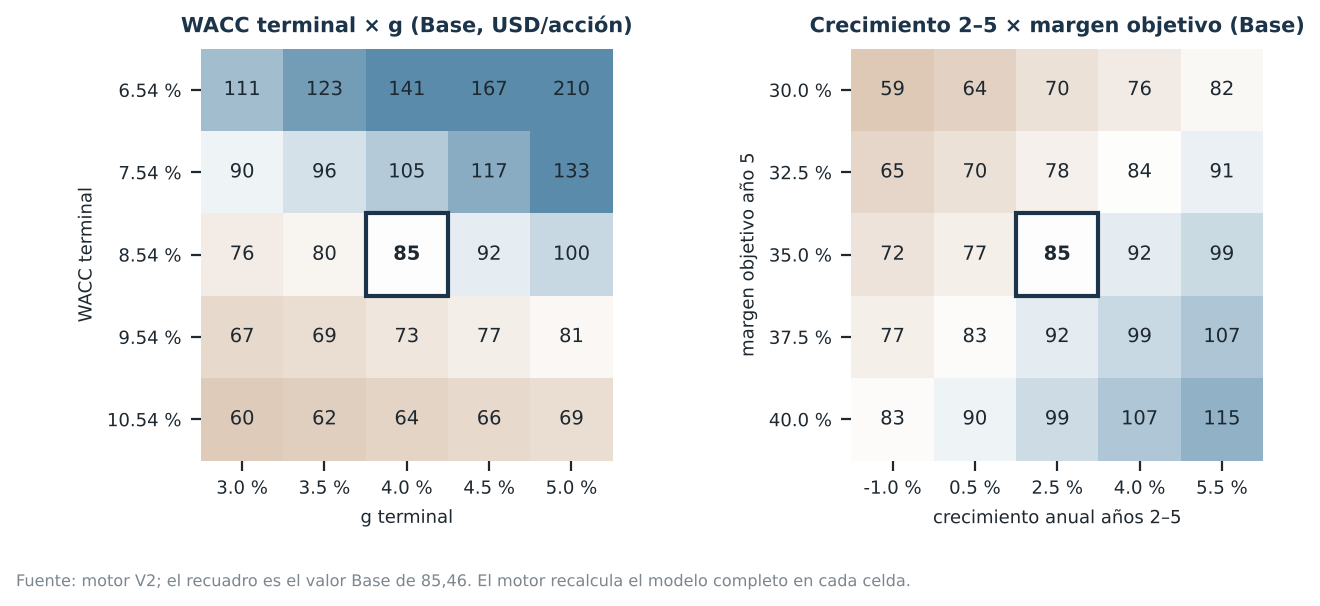 WACC terminal × g (Base, USD/acción)
WACC terminal
6.54 % 111 123 141 167 210
7.54 % 90 96 105 117 133
8.54 % 76 80 85 92 100
9.54 % 67 69 73 77 81
10.54 % 60 62 64 66 69
3.0 % 3.5 % 4.0 % 4.5 % 5.0 %
g terminal
Crecimiento 2–5 × margen objetivo (Base)
margen objetivo año 5
30.0 % 59 64 70 76 82
32.5 % 65 70 78 84 91
35.0 % 72 77 85 92 99
37.5 % 77 83 92 99 107
40.0 % 83 90 99 107 115
-1.0 % 0.5 % 2.5 % 4.0 % 5.5 %
crecimiento anual años 2–5
Fuente: motor V2; el recuadro es el valor Base de 85,46. El motor recalcula el modelo completo en cada celda.